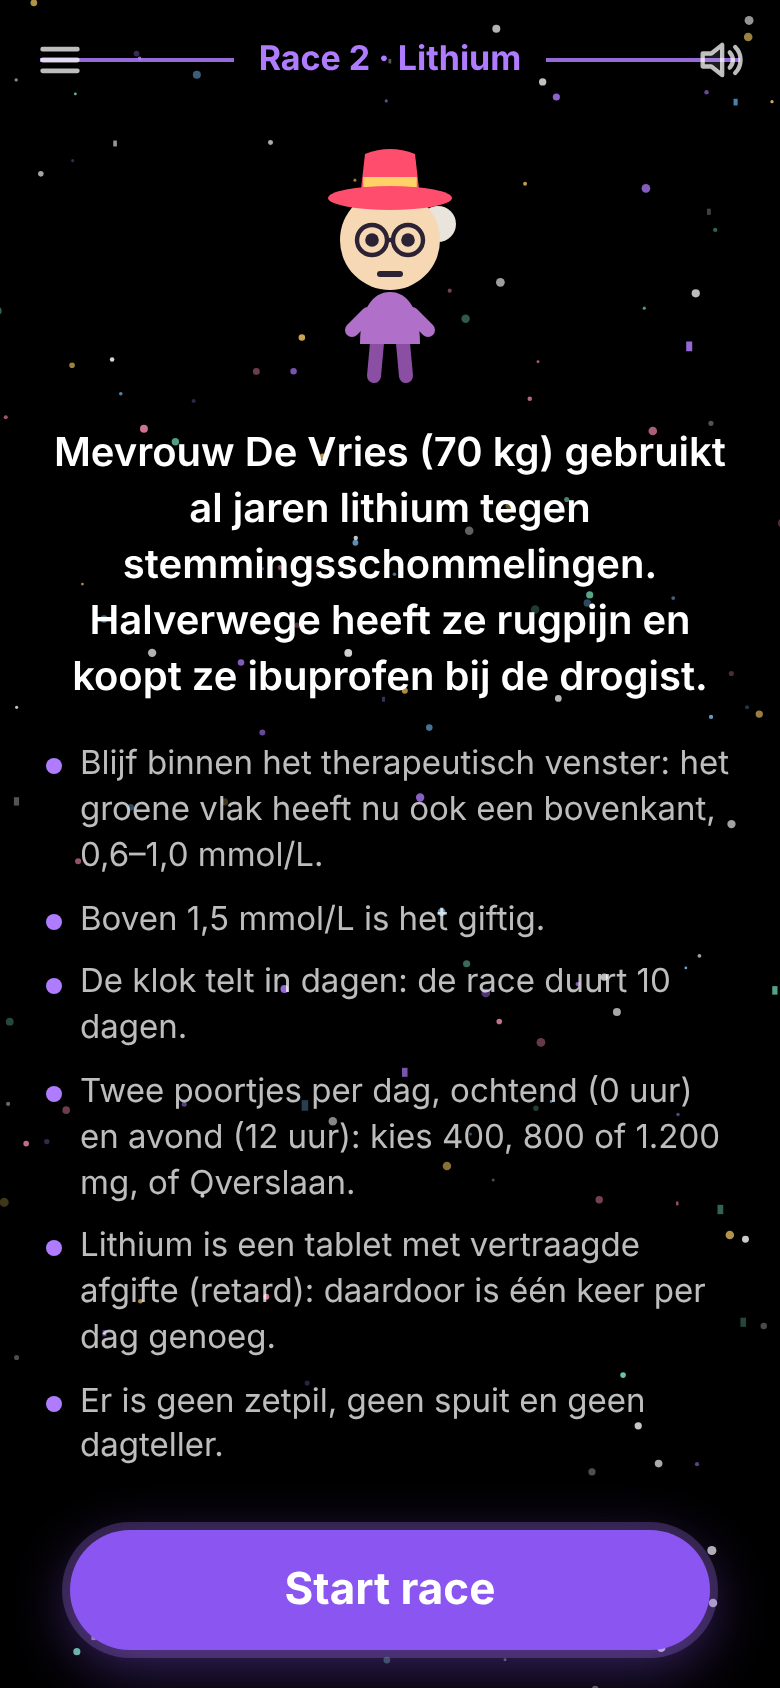 Race 2 · Lithium
Mevrouw De Vries (70 kg) gebruikt
al jaren lithium tegen
stemmingsschommelingen.
Halverwege heeft ze rugpijn en
koopt ze ibuprofen bij de drogist.
Blijf binnen het therapeutisch venster: het
groene vlak heeft nu ook een bovenkant,
0,6–1,0 mmol/L.
Boven 1,5 mmol/L is het giftig.
De klok telt in dagen: de race duurt 10
dagen.
Twee poortjes per dag, ochtend (0 uur)
en avond (12 uur): kies 400, 800 of 1.200
mg, of Overslaan.
Lithium is een tablet met vertraagde
afgifte (retard): daardoor is één keer per
dag genoeg.
Er is geen zetpil, geen spuit en geen
dagteller.
Start race